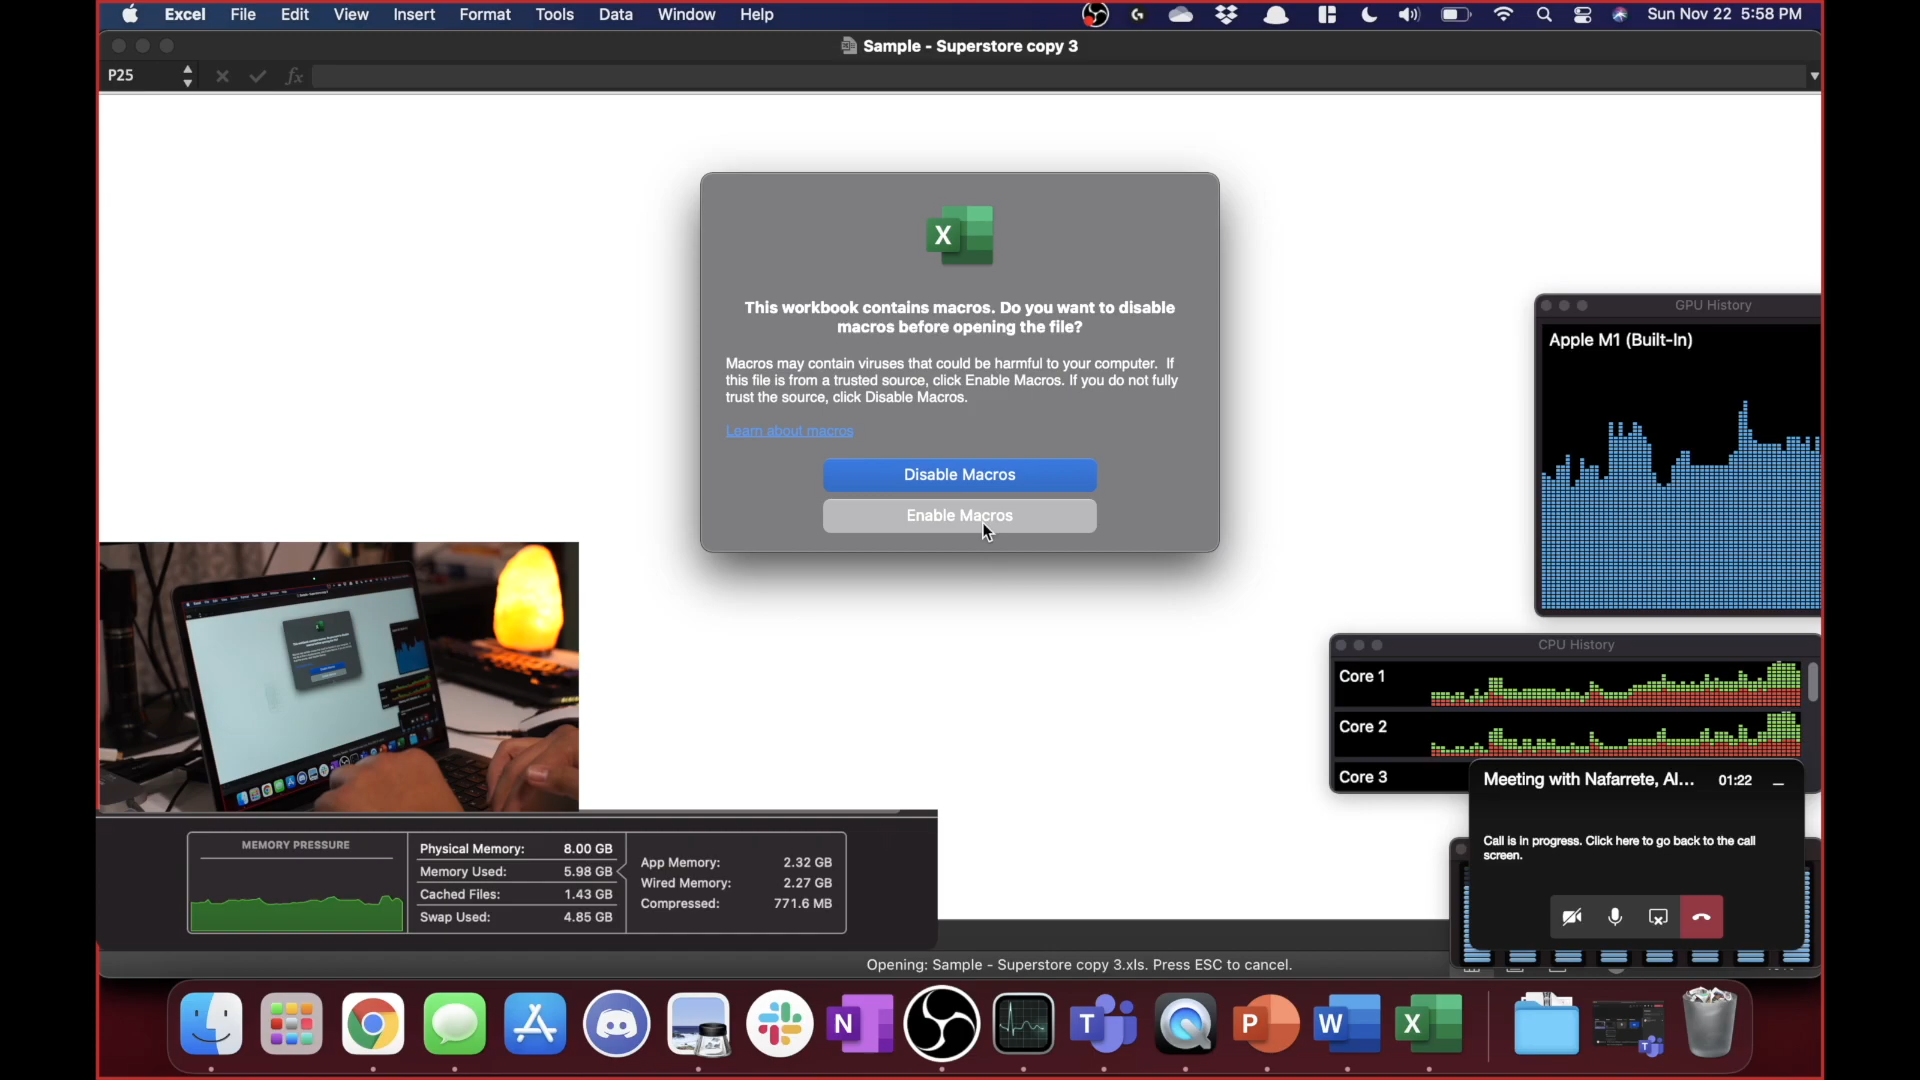 Excel File Edit View Insert Format Tools Data Window Help Sun Nov 22 5:58 PM
Sample - Superstore copy 3
P25 fx
X
This workbook contains macros. Do you want to disable
macros before opening the file?
Macros may contain viruses that could be harmful to your computer. If
this file is from a trusted source, click Enable Macros. If you do not fully
trust the source, click Disable Macros.
Learn about macros
Disable Macros
Enable Macros
GPU History
Apple M1 (Built-In)
CPU History
Core 1
Core 2
Core 3
Meeting with Nafarrete, Al... 01:22
Call is in progress. Click here to go back to the call
screen.
MEMORY PRESSURE
Physical Memory: 8.00 GB
Memory Used: 5.98 GB
Cached Files: 1.43 GB
Swap Used: 4.85 GB
App Memory: 2.32 GB
Wired Memory: 2.27 GB
Compressed: 771.6 MB
Opening: Sample - Superstore copy 3.xls. Press ESC to cancel.
N T P W X
T